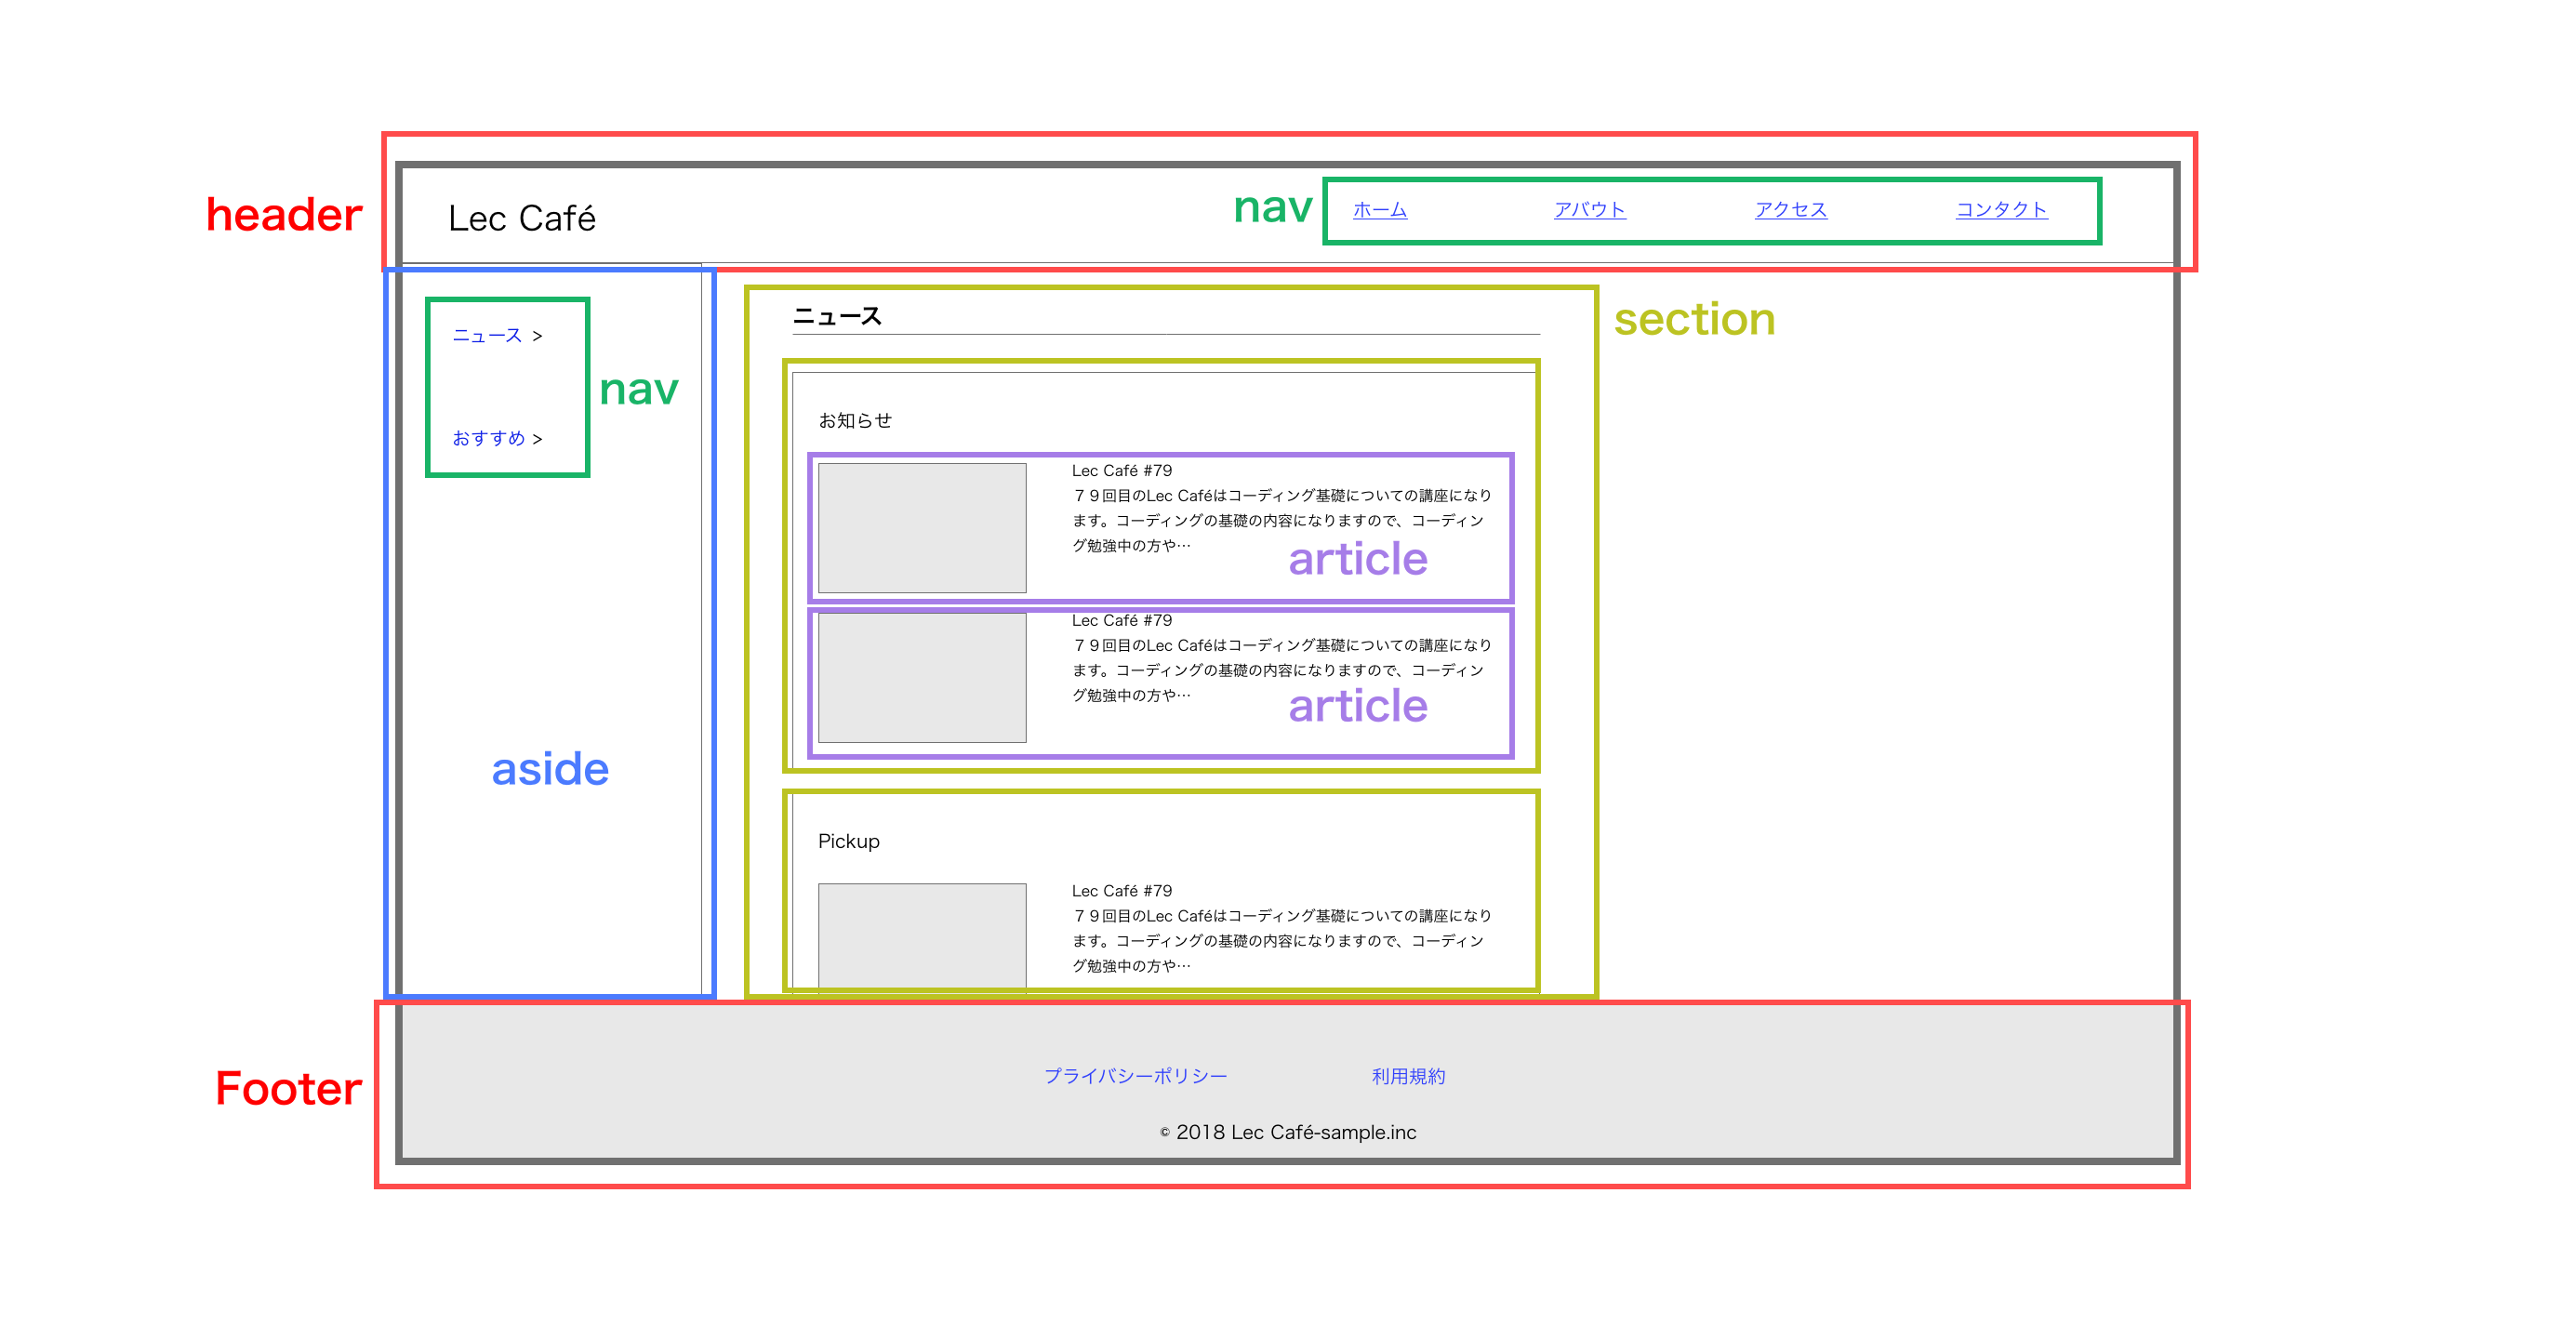 header
Lec Café
nav
ホーム
アバウト
アクセス
コンタクト
ニュース >
おすすめ >
nav
aside
ニュース
section
お知らせ
Lec Café #79
７９回目のLec Caféはコーディング基礎についての講座になり
ます。コーディングの基礎の内容になりますので、コーディン
グ勉強中の方や…
article
Lec Café #79
７９回目のLec Caféはコーディング基礎についての講座になり
ます。コーディングの基礎の内容になりますので、コーディン
グ勉強中の方や…
article
Pickup
Lec Café #79
７９回目のLec Caféはコーディング基礎についての講座になり
ます。コーディングの基礎の内容になりますので、コーディン
グ勉強中の方や…
Footer
プライバシーポリシー
利用規約
© 2018 Lec Café-sample.inc